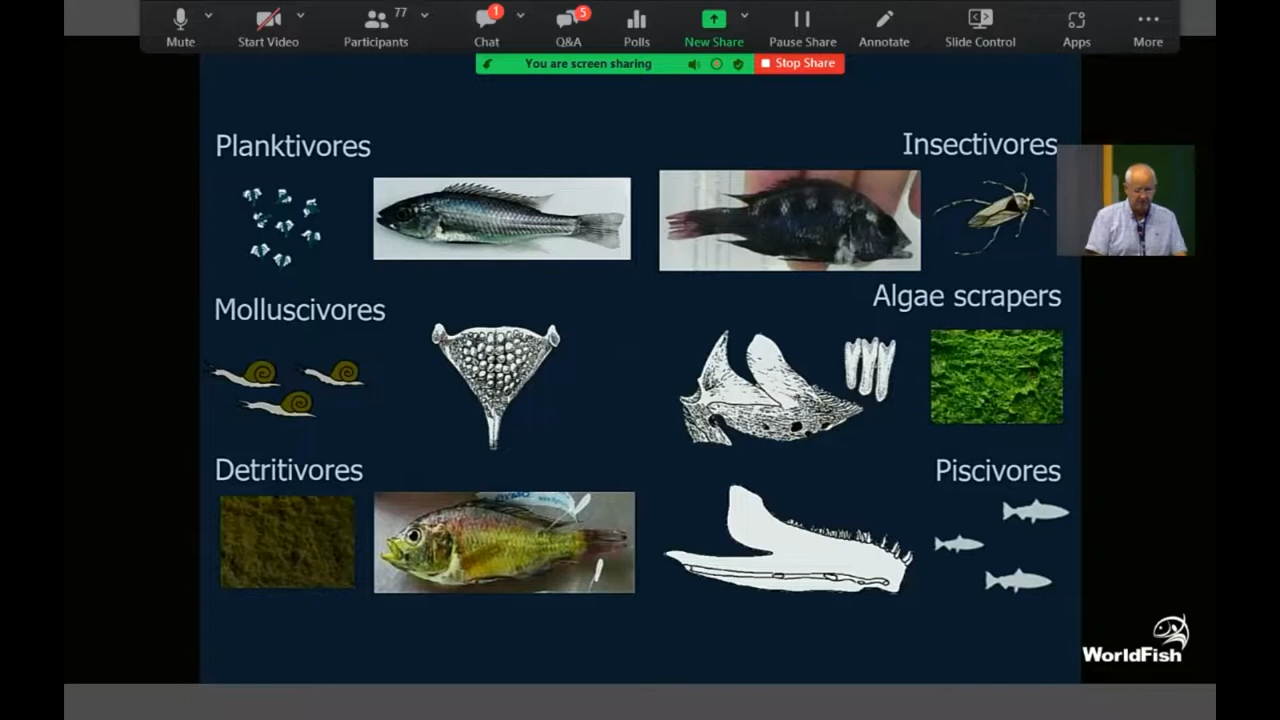 77
1
5
Mute
Start Video
Participants
Chat
Q&A
Polls
New Share
Pause Share
Annotate
Slide Control
Apps
More
You are screen sharing
Stop Share
Planktivores
Insectivores
Molluscivores
Algae scrapers
Detritivores
Piscivores
WorldFish